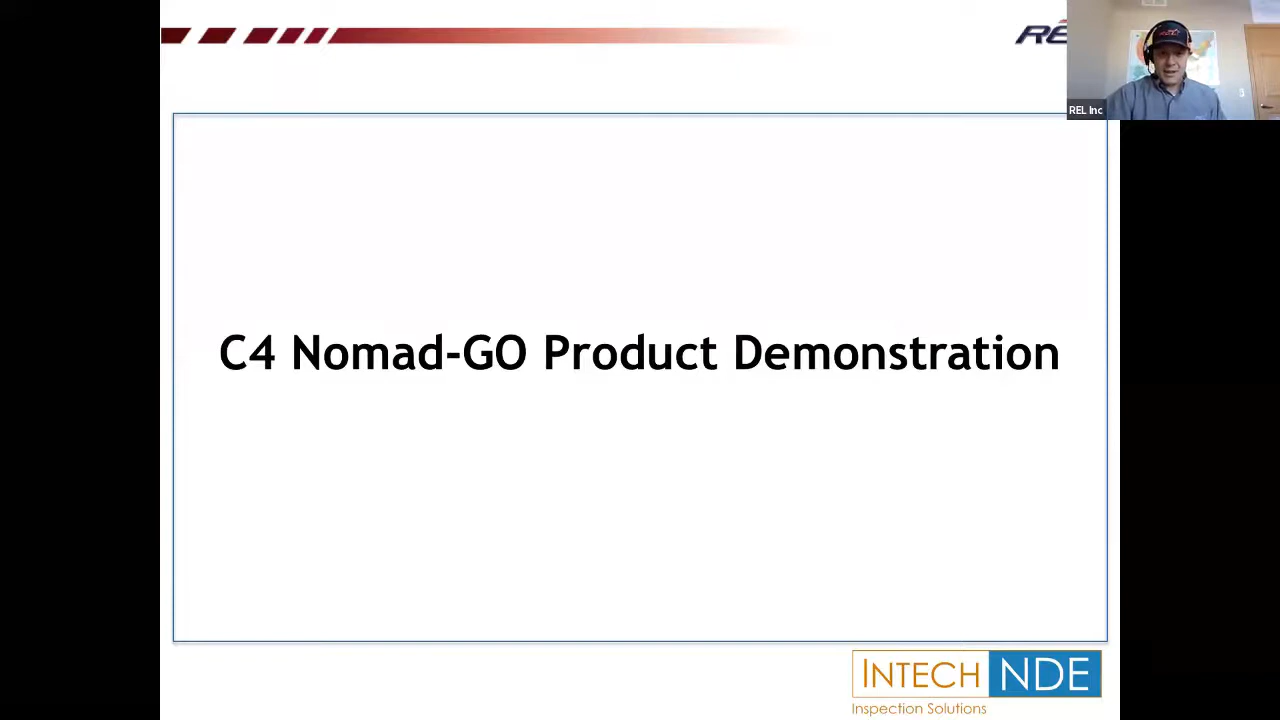 REL Inc
C4 Nomad-GO Product Demonstration
INTECH NDE
Inspection Solutions